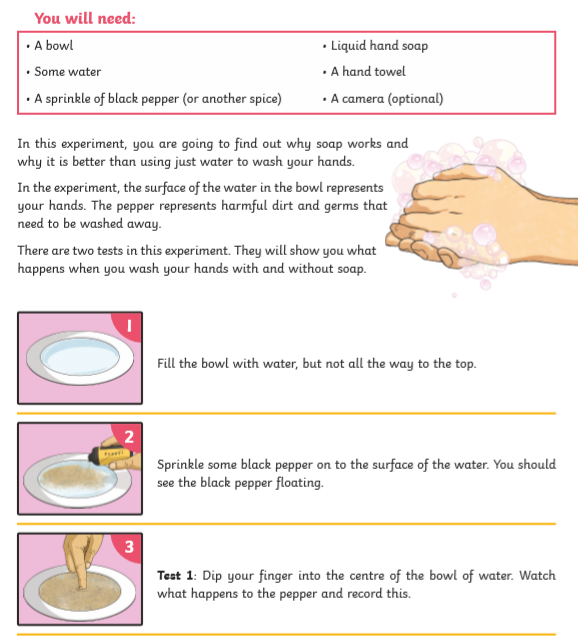 You will need:
• A bowl
• Some water
• A sprinkle of black pepper (or another spice)
• Liquid hand soap
• A hand towel
• A camera (optional)
In this experiment, you are going to find out why soap works and
why it is better than using just water to wash your hands.
In the experiment, the surface of the water in the bowl represents
your hands. The pepper represents harmful dirt and germs that
need to be washed away.
There are two tests in this experiment. They will show you what
happens when you wash your hands with and without soap.
1
Fill the bowl with water, but not all the way to the top.
2
Sprinkle some black pepper on to the surface of the water. You should
see the black pepper floating.
3
Test 1: Dip your finger into the centre of the bowl of water. Watch
what happens to the pepper and record this.